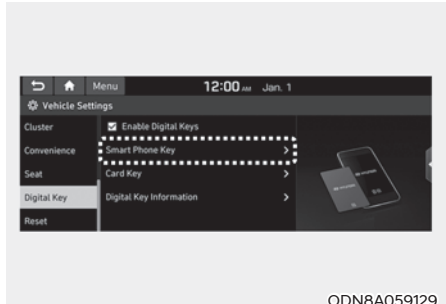 Menu 12:00 AM Jan. 1
Vehicle Settings
Cluster
Enable Digital Keys
Convenience
Smart Phone Key
Seat
Card Key
Digital Key
Digital Key Information
Reset
ODN8A059129